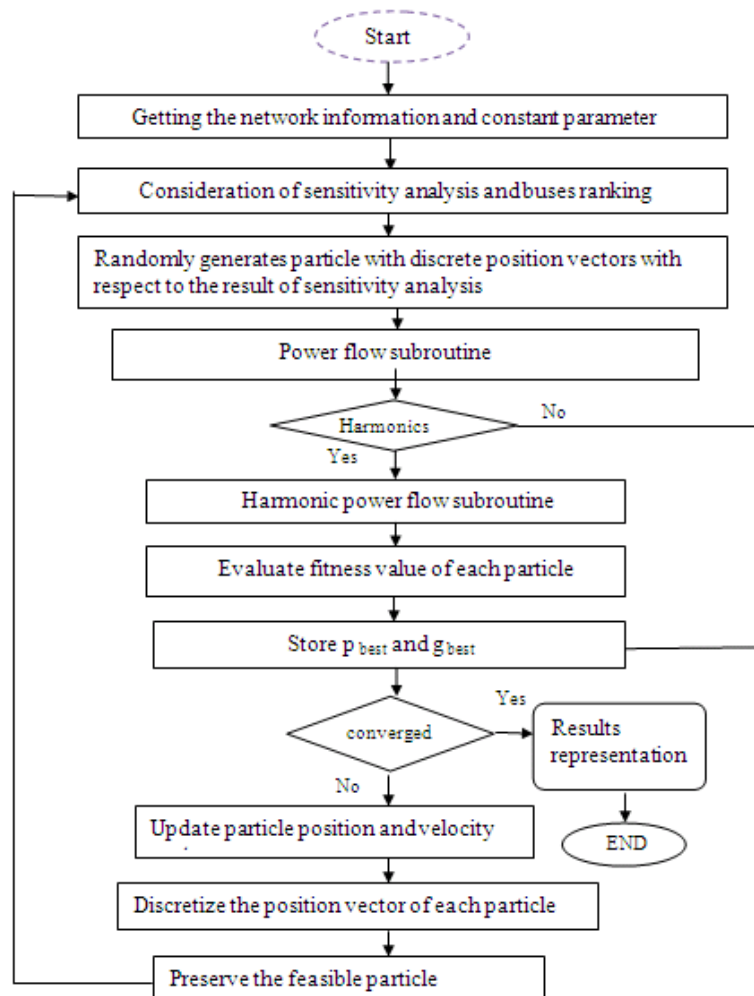 Start
Getting the network information and constant parameter
Consideration of sensitivity analysis and buses ranking
Randomly generates particle with discrete position vectors with
respect to the result of sensitivity analysis
Power flow subroutine
Harmonics
No
Yes
Harmonic power flow subroutine
Evaluate fitness value of each particle
Store p best and g best
converged
Yes
Results
representation
No
END
Update particle position and velocity
Discretize the position vector of each particle
Preserve the feasible particle